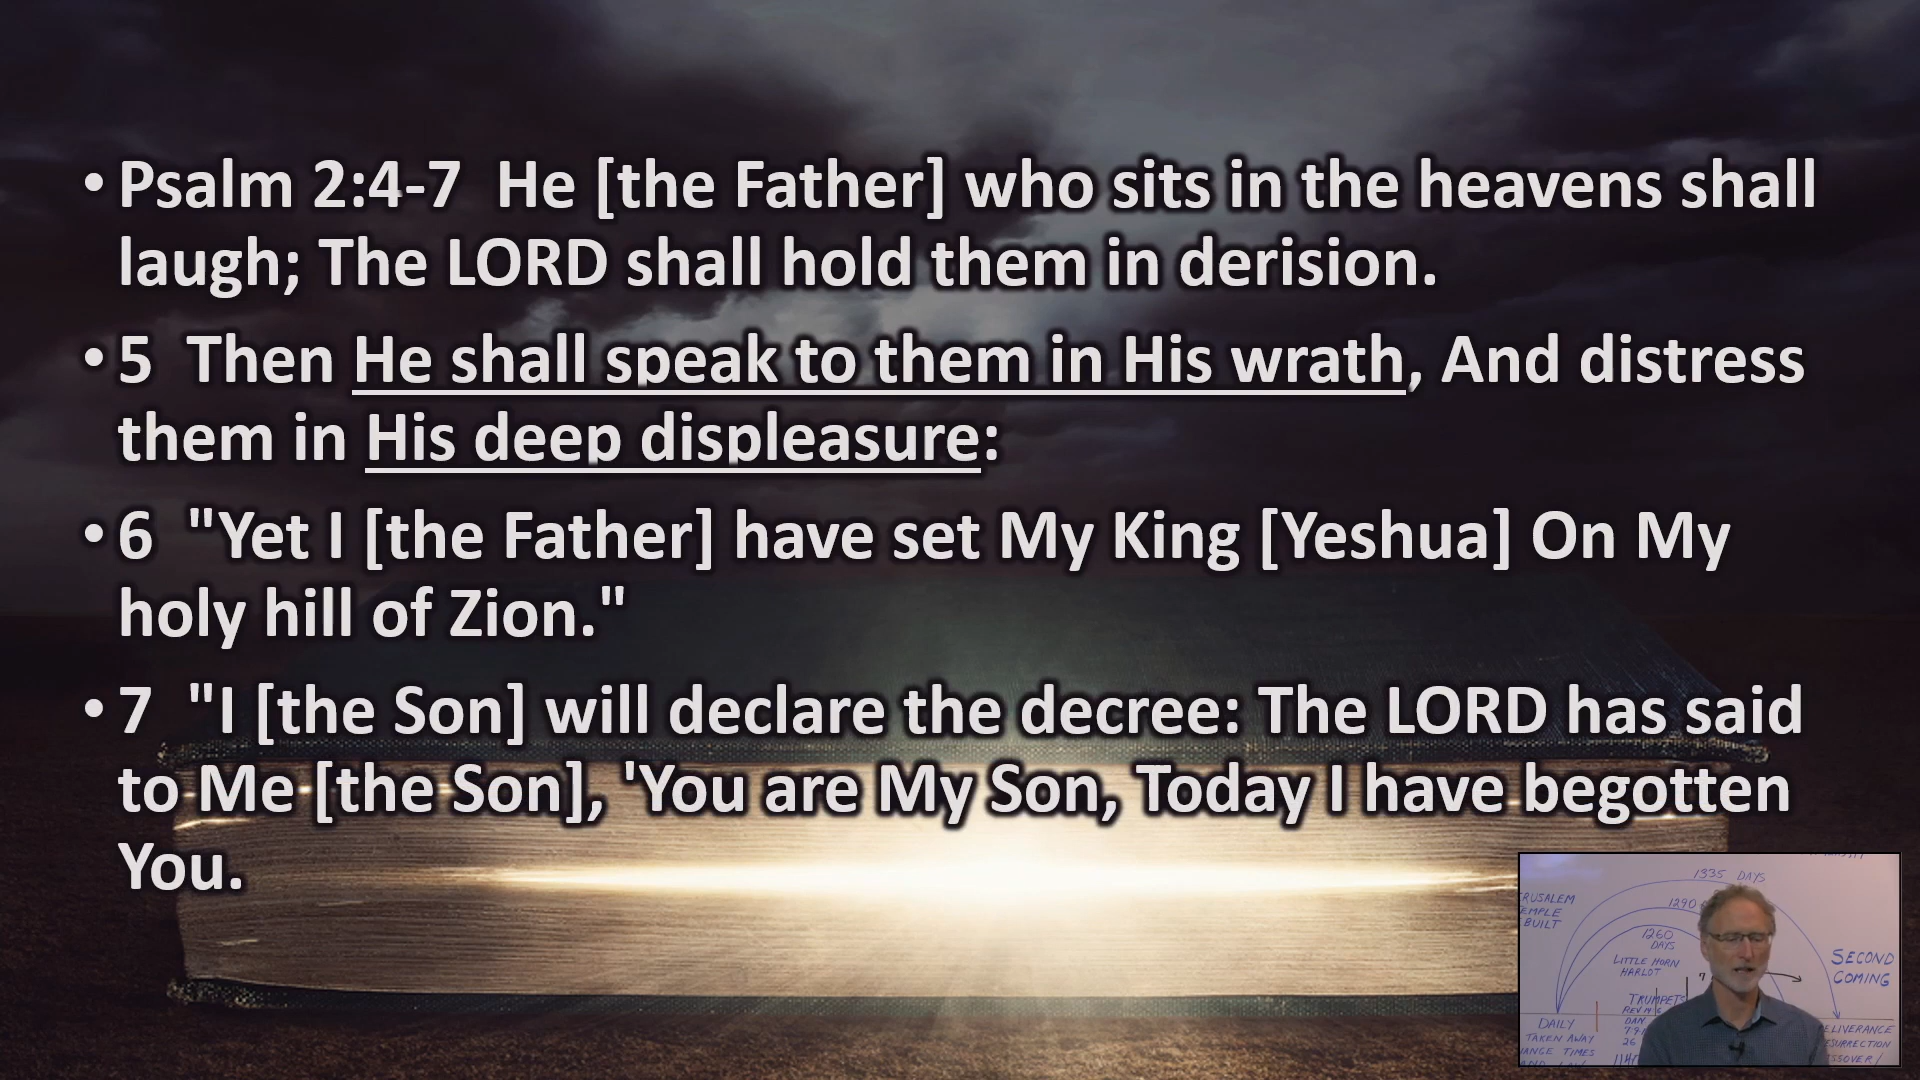 • Psalm 2:4-7  He [the Father] who sits in the heavens shall
laugh; The LORD shall hold them in derision.
• 5  Then He shall speak to them in His wrath, And distress
them in His deep displeasure:
• 6  "Yet I [the Father] have set My King [Yeshua] On My
holy hill of Zion."
• 7  "I [the Son] will declare the decree: The LORD has said
to Me [the Son], 'You are My Son, Today I have begotten
You.
1335 DAYS
1290
1260
DAYS
BUILT
LITTLE HORN
HARLOT
SECOND
COMING
TRUMPETS
DAILY
TAKEN AWAY
TIMES